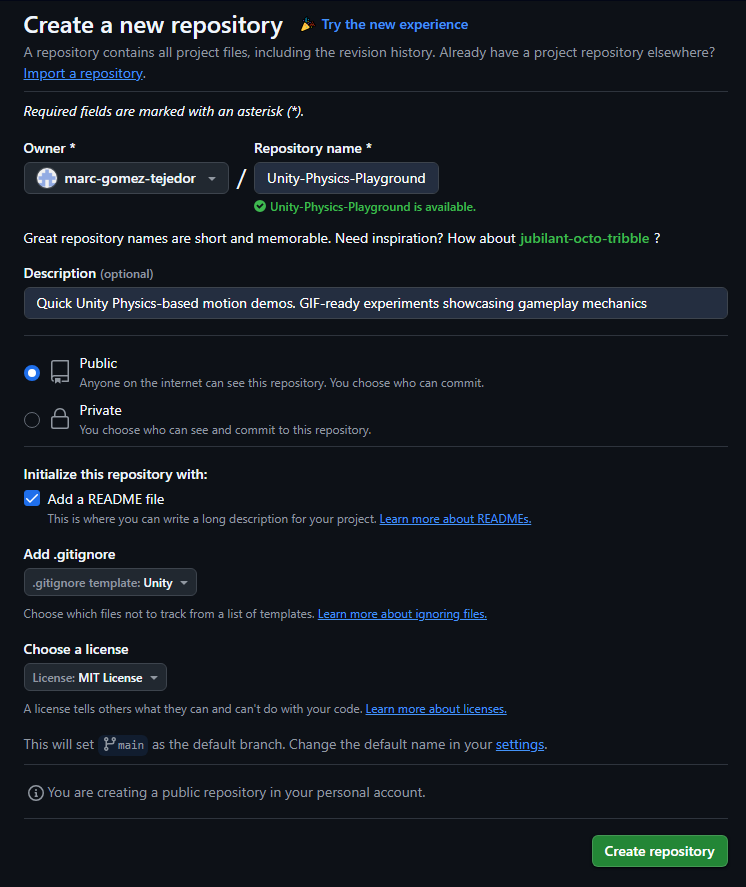 Create a new repository Try the new experience
A repository contains all project files, including the revision history. Already have a project repository elsewhere?
Import a repository.
Required fields are marked with an asterisk (*).
Owner * Repository name *
marc-gomez-tejedor / Unity-Physics-Playground
Unity-Physics-Playground is available.
Great repository names are short and memorable. Need inspiration? How about jubilant-octo-tribble ?
Description (optional)
Quick Unity Physics-based motion demos. GIF-ready experiments showcasing gameplay mechanics
Public
Anyone on the internet can see this repository. You choose who can commit.
Private
You choose who can see and commit to this repository.
Initialize this repository with:
Add a README file
This is where you can write a long description for your project. Learn more about READMEs.
Add .gitignore
.gitignore template: Unity
Choose which files not to track from a list of templates. Learn more about ignoring files.
Choose a license
License: MIT License
A license tells others what they can and can't do with your code. Learn more about licenses.
This will set main as the default branch. Change the default name in your settings.
You are creating a public repository in your personal account.
Create repository